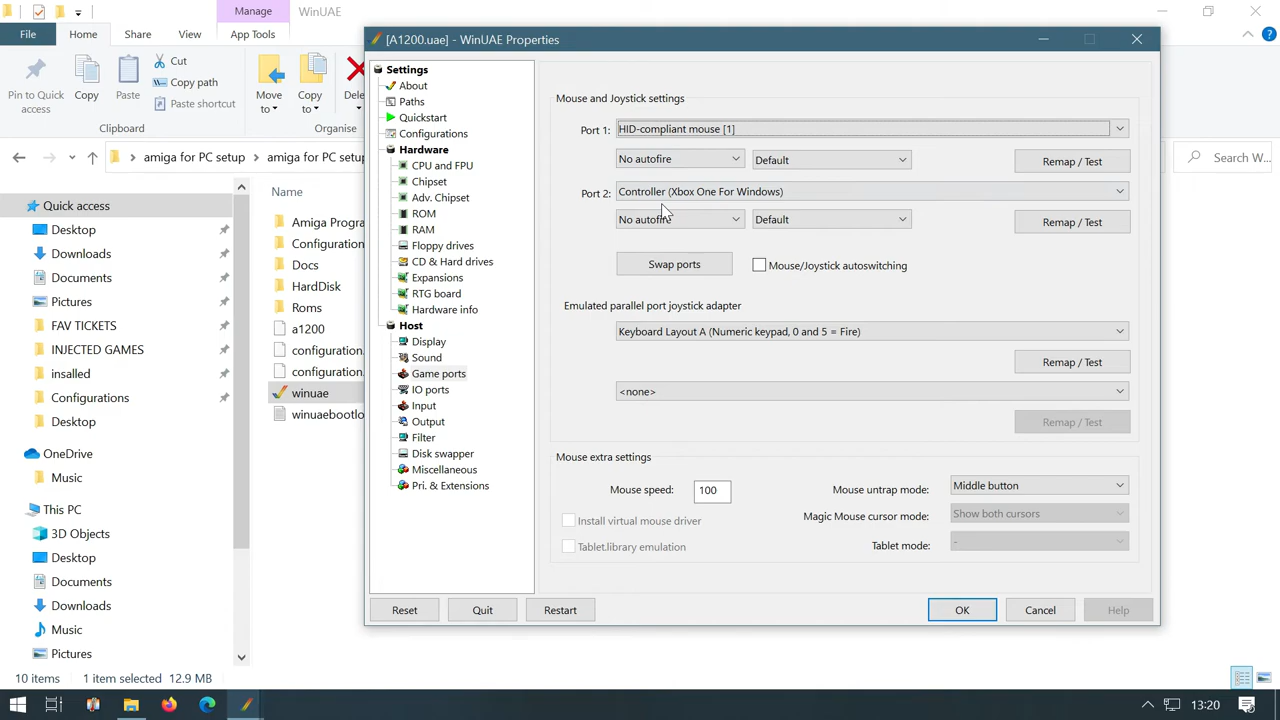 Manage
WinUAE
File
Home
Share
View
App Tools
Pin to Quick access
Copy
Paste
Cut
Copy path
Paste shortcut
Clipboard
Move to
Copy to
Dele
Organise
amiga for PC setup
amiga for PC setup
Search W...
Quick access
Desktop
Downloads
Documents
Pictures
FAV TICKETS
INJECTED GAMES
insalled
Configurations
Desktop
OneDrive
Music
This PC
3D Objects
Desktop
Documents
Downloads
Music
Pictures
Name
Amiga Progra
Configuration
Docs
HardDisk
Roms
a1200
configuration.
configuration.
winuae
winuaebootlo
10 items
1 item selected
12.9 MB
[A1200.uae] - WinUAE Properties
Settings
About
Paths
Quickstart
Configurations
Hardware
CPU and FPU
Chipset
Adv. Chipset
ROM
RAM
Floppy drives
CD & Hard drives
Expansions
RTG board
Hardware info
Host
Display
Sound
Game ports
IO ports
Input
Output
Filter
Disk swapper
Miscellaneous
Pri. & Extensions
Mouse and Joystick settings
Port 1:
HID-compliant mouse [1]
No autofire
Default
Remap / Test
Port 2:
Controller (Xbox One For Windows)
No autofire
Default
Remap / Test
Swap ports
Mouse/Joystick autoswitching
Emulated parallel port joystick adapter
Keyboard Layout A (Numeric keypad, 0 and 5 = Fire)
Remap / Test
<none>
Remap / Test
Mouse extra settings
Mouse speed:
100
Mouse untrap mode:
Middle button
Install virtual mouse driver
Magic Mouse cursor mode:
Show both cursors
Tablet.library emulation
Tablet mode:
-
Reset
Quit
Restart
OK
Cancel
Help
13:20